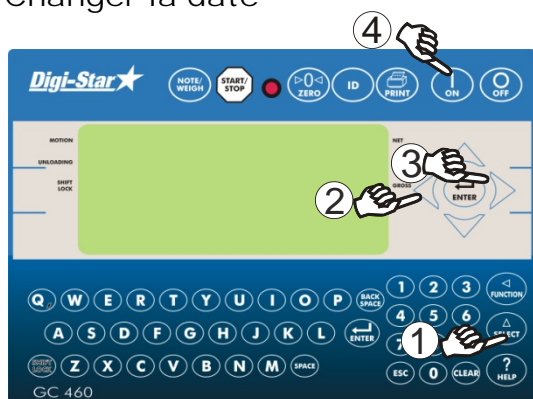 Changer la date
4
Digi-Star
NOTE/
WEIGH
START/
STOP
0
ZERO
ID
PRINT
I
ON
O
OFF
MOTION
UNLOADING
SHIFT
LOCK
NET
GROSS
3
2
ENTER
Q W E R T Y U I O P BACK
SPACE
A S D F G H J K L ENTER
SHIFT
LOCK Z X C V B N M SPACE
1 2 3 FUNCTION
4 5 6 SELECT
7
1
ESC 0 CLEAR ?
HELP
GC 460